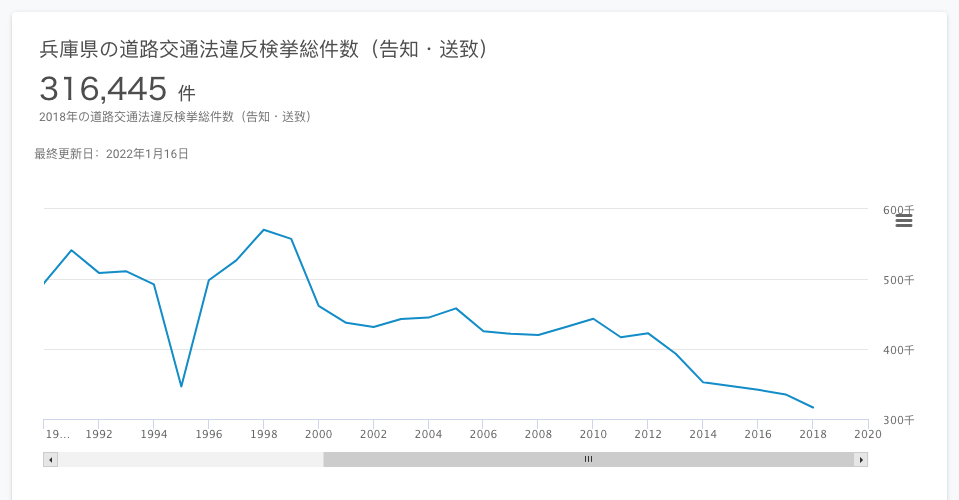 兵庫県の道路交通法違反検挙総件数（告知・送致）
316,445 件
2018年の道路交通法違反検挙総件数（告知・送致）
最終更新日: 2022年1月16日
600千
500千
400千
300千
19... 1992 1994 1996 1998 2000 2002 2004 2006 2008 2010 2012 2014 2016 2018 2020